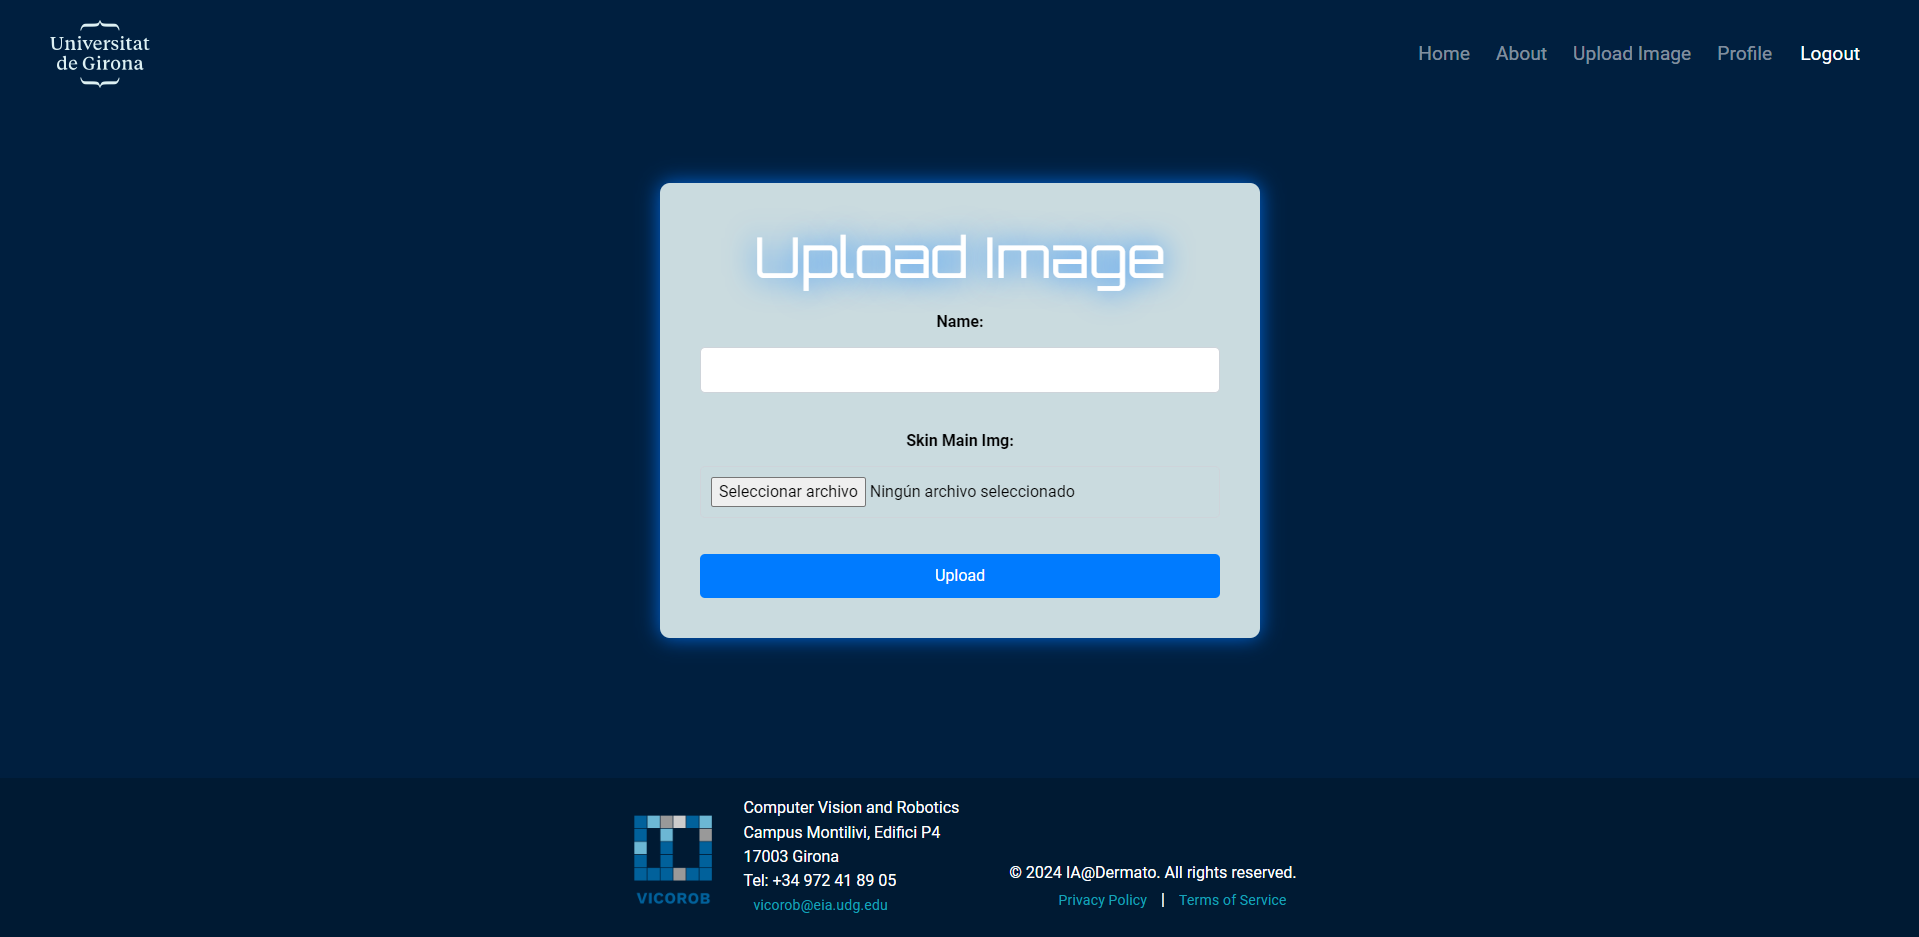 Universitat
de Girona
Home About Upload Image Profile Logout
Upload Image
Name:
Skin Main Img:
Seleccionar archivo Ningún archivo seleccionado
Upload
VICOROB
Computer Vision and Robotics
Campus Montilivi, Edifici P4
17003 Girona
Tel: +34 972 41 89 05
vicorob@eia.udg.edu
© 2024 IA@Dermato. All rights reserved.
Privacy Policy | Terms of Service